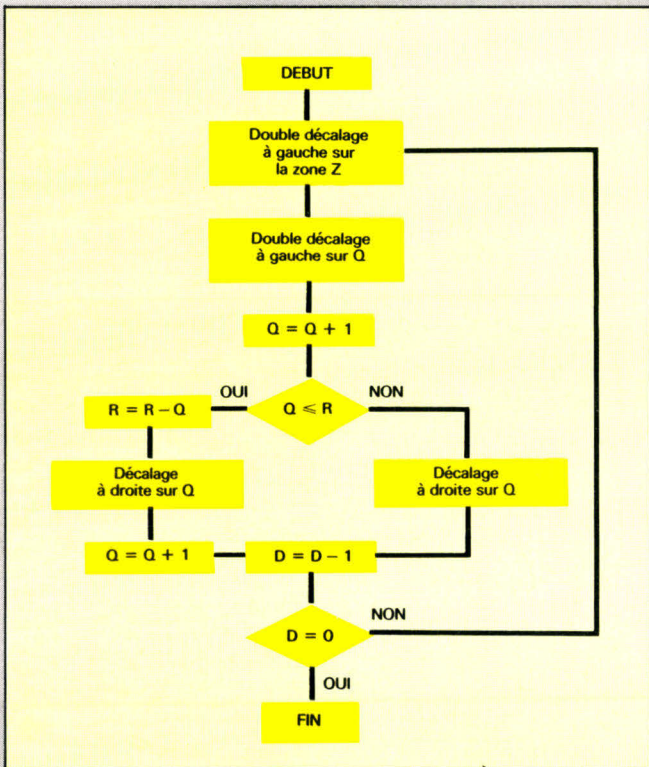 DEBUT
Double décalage
à gauche sur
la zone Z
Double décalage
à gauche sur Q
Q = Q + 1
OUI
NON
R = R – Q
Q ⩽ R
Décalage
à droite sur Q
Décalage
à droite sur Q
Q = Q + 1
D = D – 1
NON
D = 0
OUI
FIN